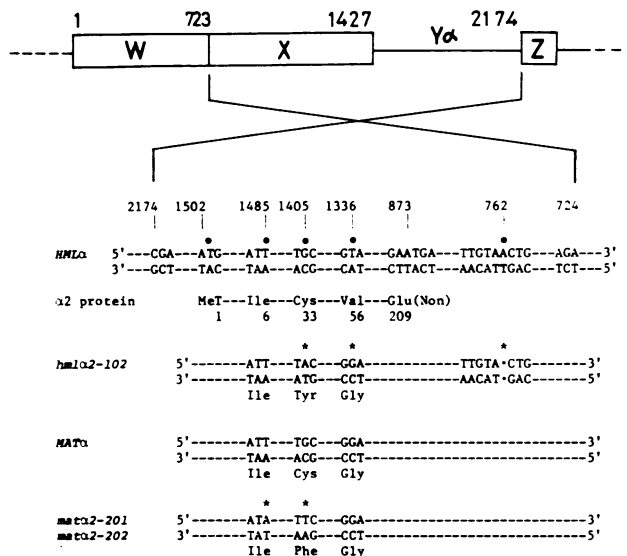 1 723 1427 2174
W X Yα Z
2174 1502 1485 1405 1336 873 762 724
HMLα 5'---CGA---ATG---ATT---TGC---GTA---GAATGA---TTGTAACTG---AGA---3'
3'---GCT---TAC---TAA---ACG---CAT---CTTACT---AACATTGAC---TCT---5'
α2 protein MeT---Ile---Cys---Val---Glu(Non)
1 6 33 56 209
* * *
hmlα2-102 5'-------ATT---TAC---GGA-------------TTGTA·CTG----------3'
3'-------TAA---ATG---CCT-------------AACAT·GAC----------5'
Ile Tyr Gly
MATα 5'-------ATT---TGC---GGA--------------------------------3'
3'-------TAA---ACG---CCT--------------------------------5'
Ile Cys Gly
* *
matα2-201 5'-------ATA---TTC---GGA--------------------------------3'
matα2-202 3'-------TAT---AAG---CCT--------------------------------5'
Ile Phe Gly